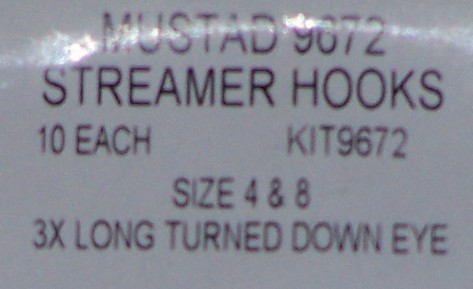 MUSTAD 9672
STREAMER HOOKS
10 EACH KIT9672
SIZE 4 & 8
3X LONG TURNED DOWN EYE